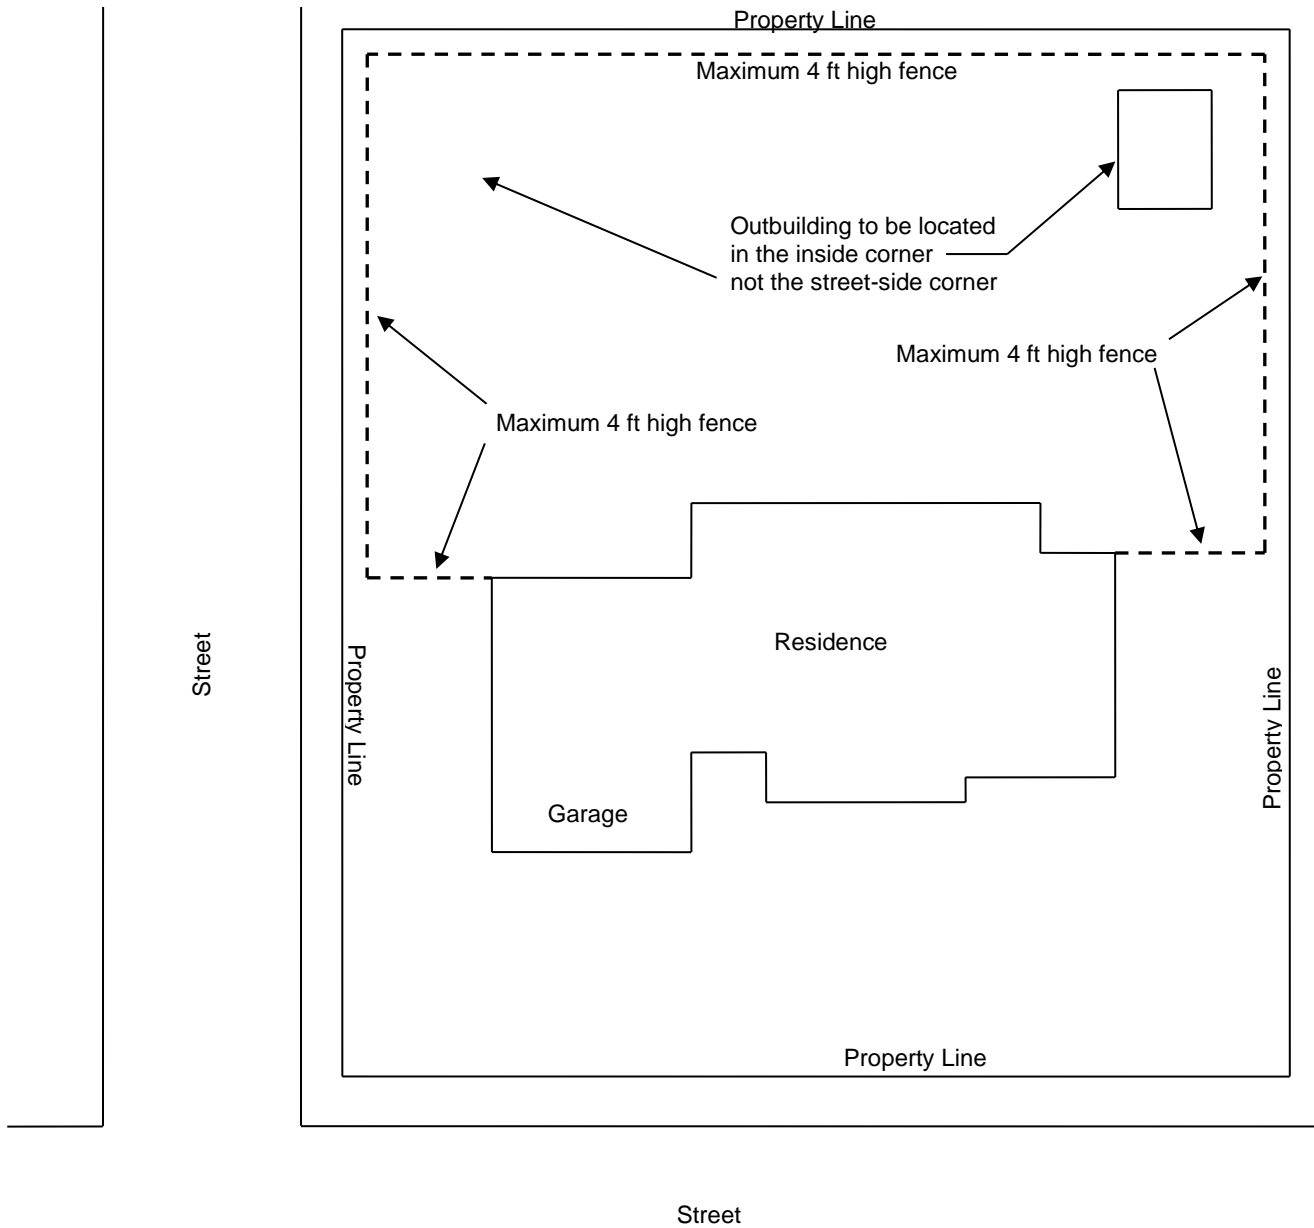 Property Line
Maximum 4 ft high fence
Outbuilding to be located
in the inside corner
not the street-side corner
Maximum 4 ft high fence
Maximum 4 ft high fence
Street
Property Line
Residence
Property Line
Garage
Property Line
Street